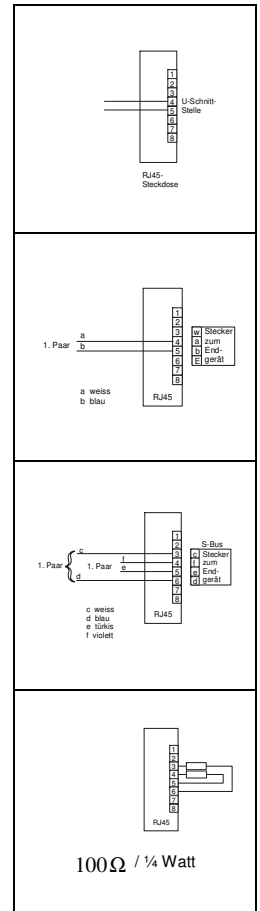 1
2
3
4 U-Schnitt-
5 Stelle
6
7
8
RJ45-
Steckdose
1
2
a 3 w Stecker
1. Paar b 4 a zum
5 b End-
6 E gerät
7
8
a weiss
b blau
RJ45
1
2 S-Bus
c 3 c Stecker
1. Paar f 4 f zum
1. Paar e 5 e End-
d 6 d gerät
7
8
c weiss
d blau
e türkis
f violett
RJ45
1
2
3
4
5
6
7
8
RJ45
100Ω / ¼ Watt